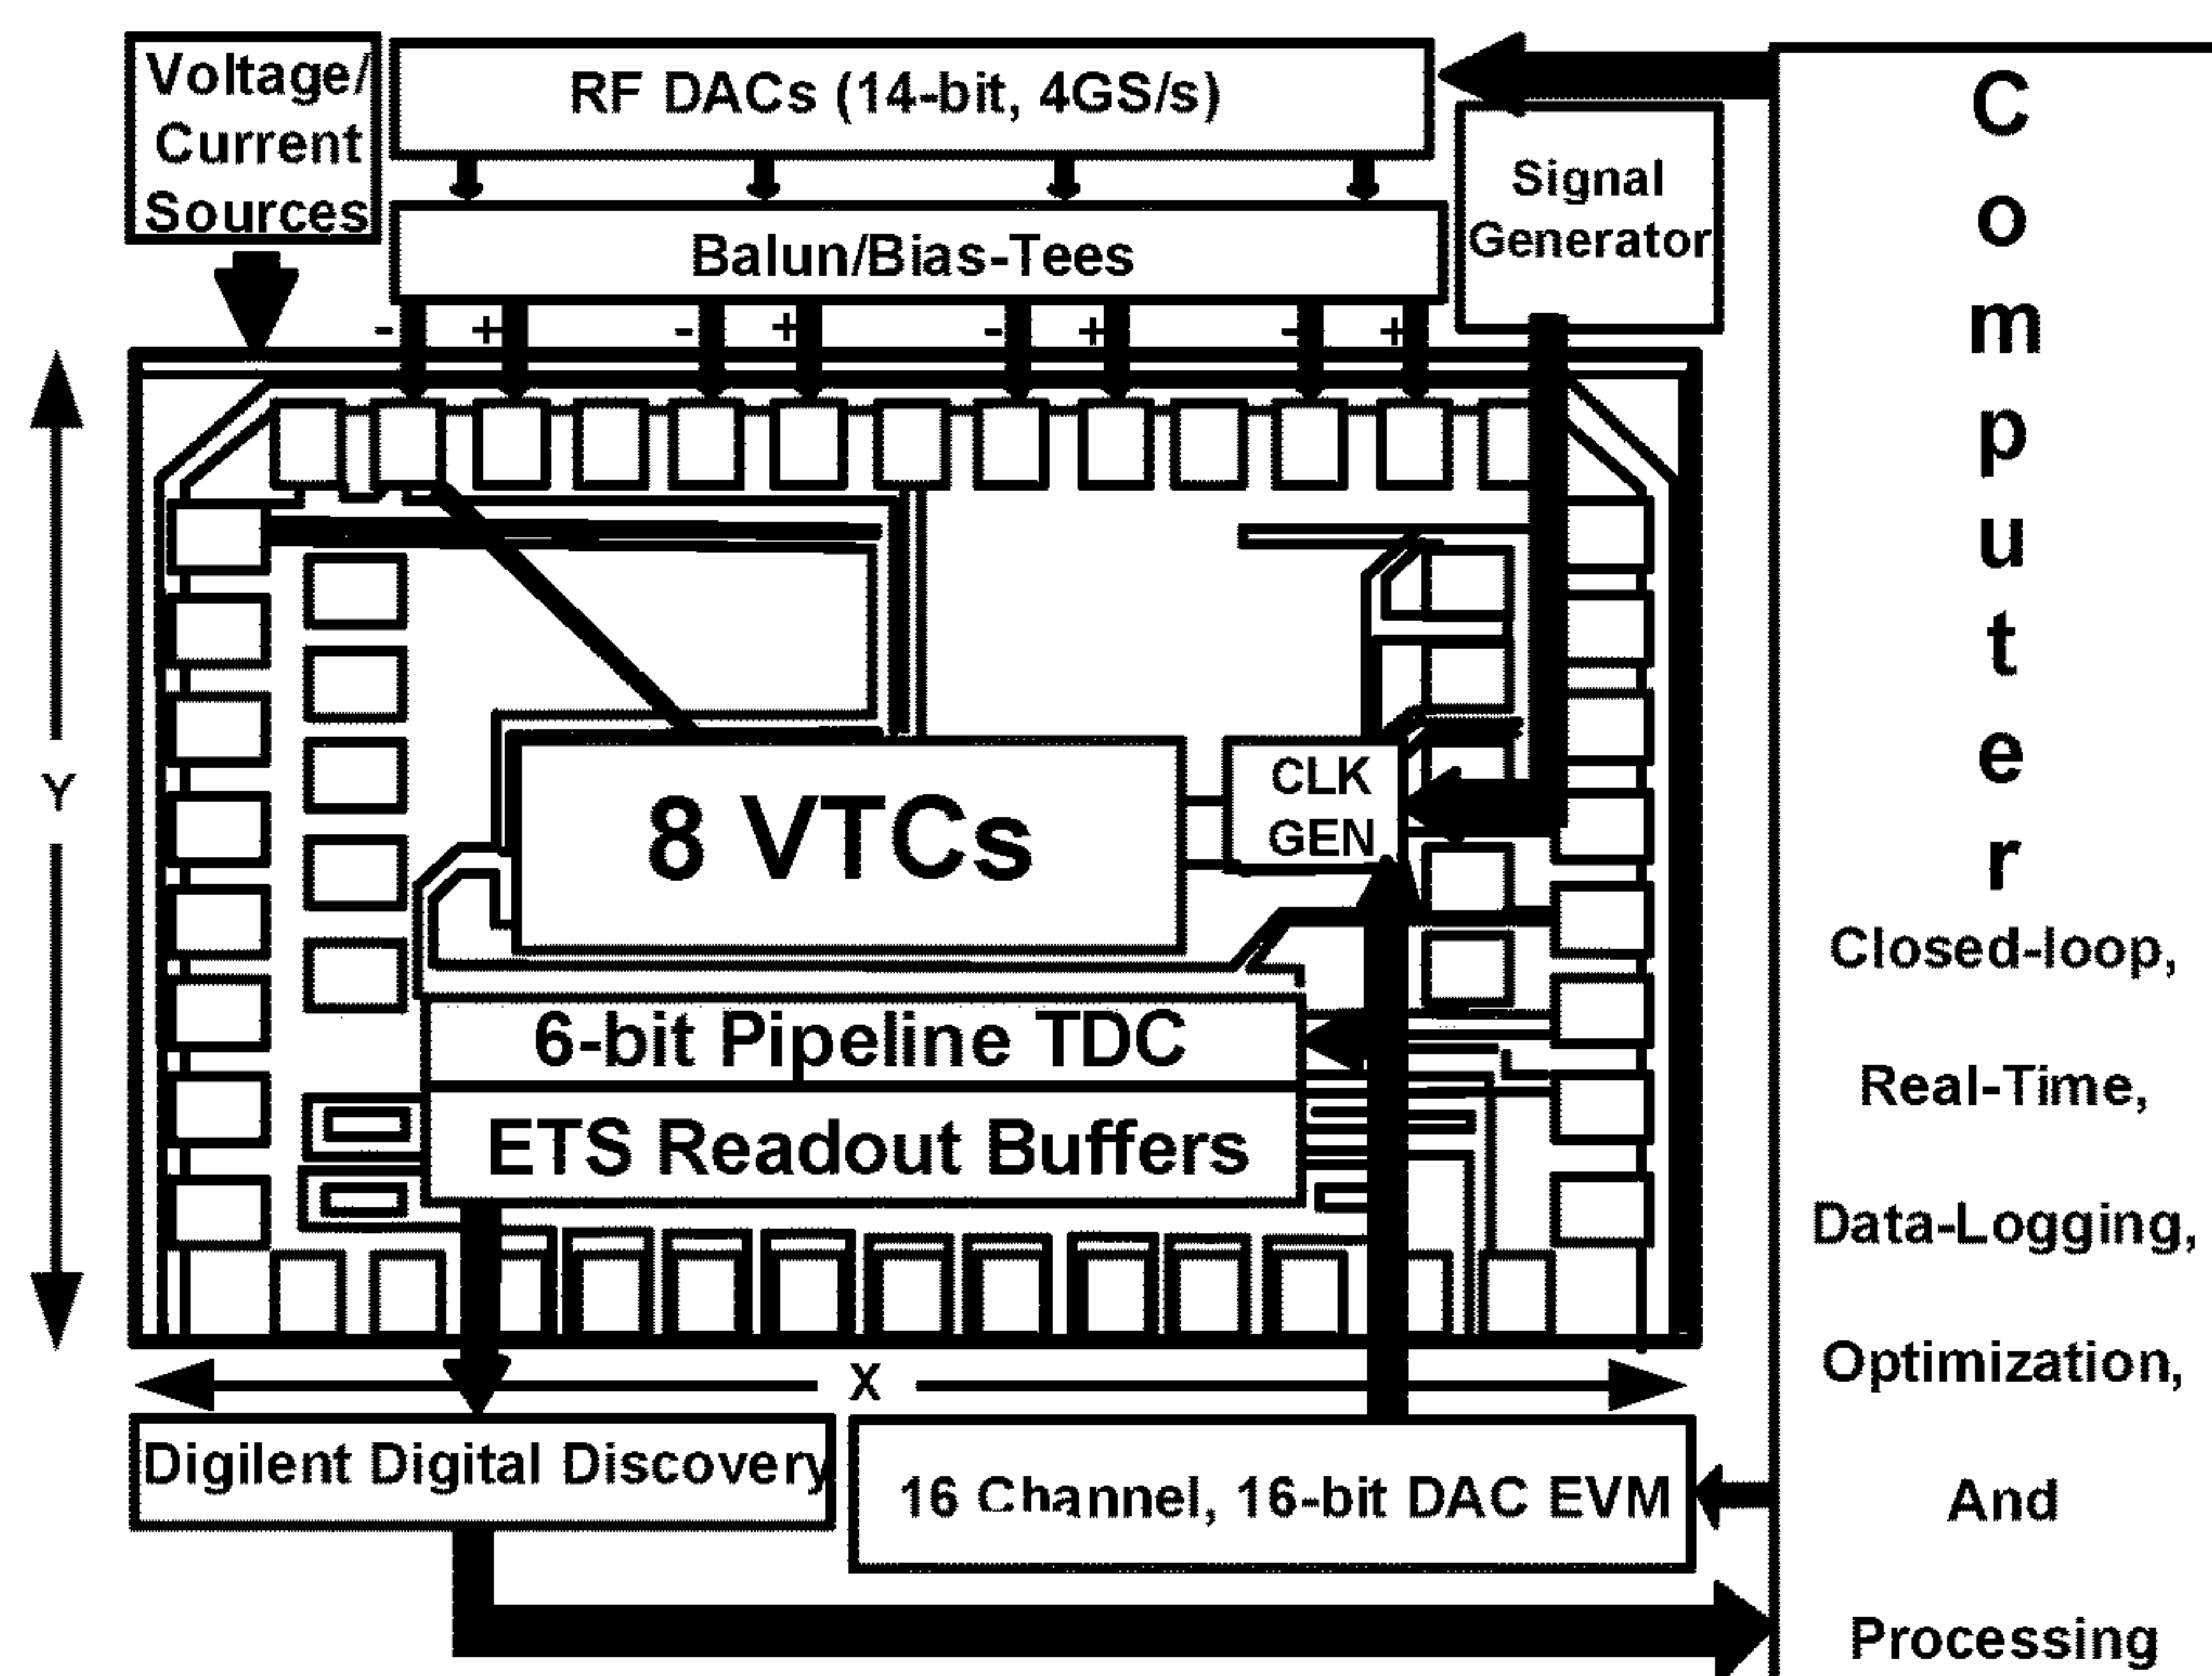 Voltage/
Current
Sources
RF DACs (14-bit, 4GS/s)
Balun/Bias-Tees
Signal
Generator
- + - + - + - +
Computer
Y
8 VTCs
CLK
GEN
6-bit Pipeline TDC
ETS Readout Buffers
X
Digilent Digital Discovery
16 Channel, 16-bit DAC EVM
Closed-loop,
Real-Time,
Data-Logging,
Optimization,
And
Processing